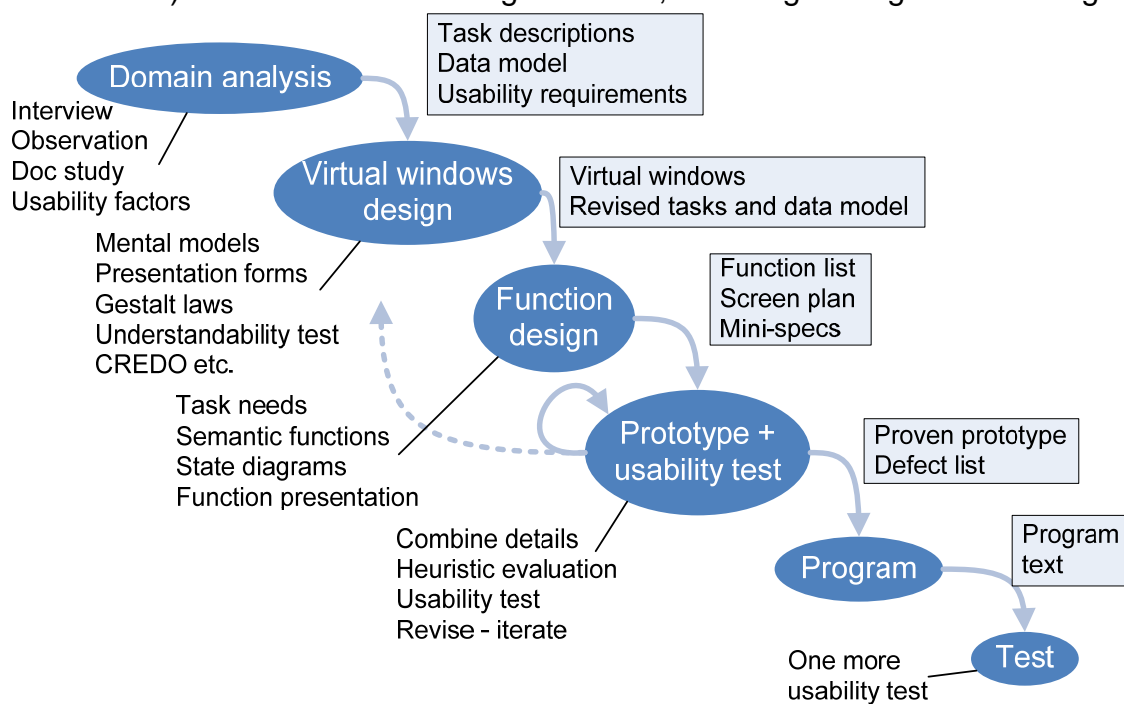 Task descriptions
Data model
Usability requirements
Domain analysis
Interview
Observation
Doc study
Usability factors
Virtual windows
design
Virtual windows
Revised tasks and data model
Mental models
Presentation forms
Gestalt laws
Understandability test
CREDO etc.
Function
design
Function list
Screen plan
Mini-specs
Task needs
Semantic functions
State diagrams
Function presentation
Prototype +
usability test
Proven prototype
Defect list
Combine details
Heuristic evaluation
Usability test
Revise - iterate
Program
Program
text
Test
One more
usability test